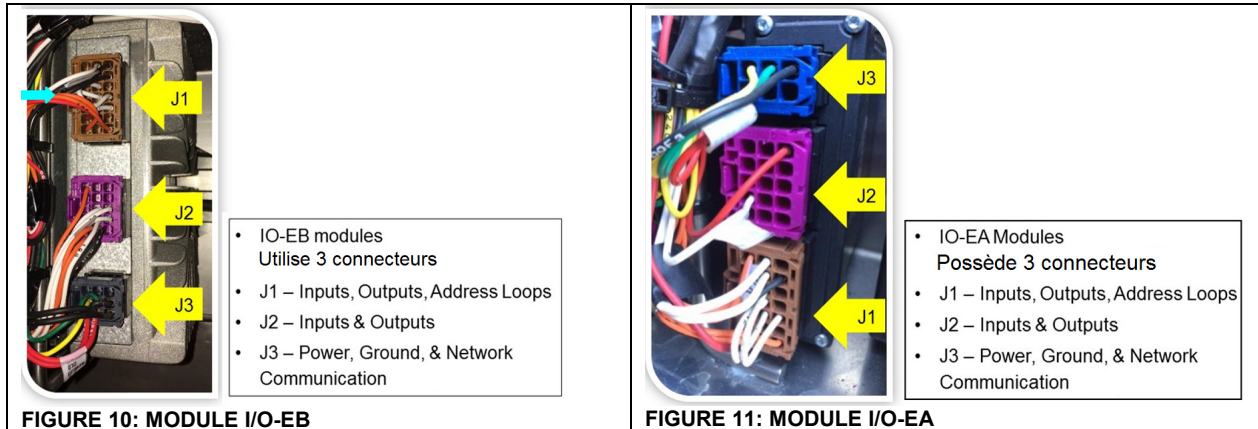 J1
J2
J3
• IO-EB modules
Utilise 3 connecteurs
• J1 – Inputs, Outputs, Address Loops
• J2 – Inputs & Outputs
• J3 – Power, Ground, & Network
Communication
FIGURE 10: MODULE I/O-EB
J3
J2
J1
• IO-EA Modules
Possède 3 connecteurs
• J1 – Inputs, Outputs, Address Loops
• J2 – Inputs & Outputs
• J3 – Power, Ground, & Network
Communication
FIGURE 11: MODULE I/O-EA